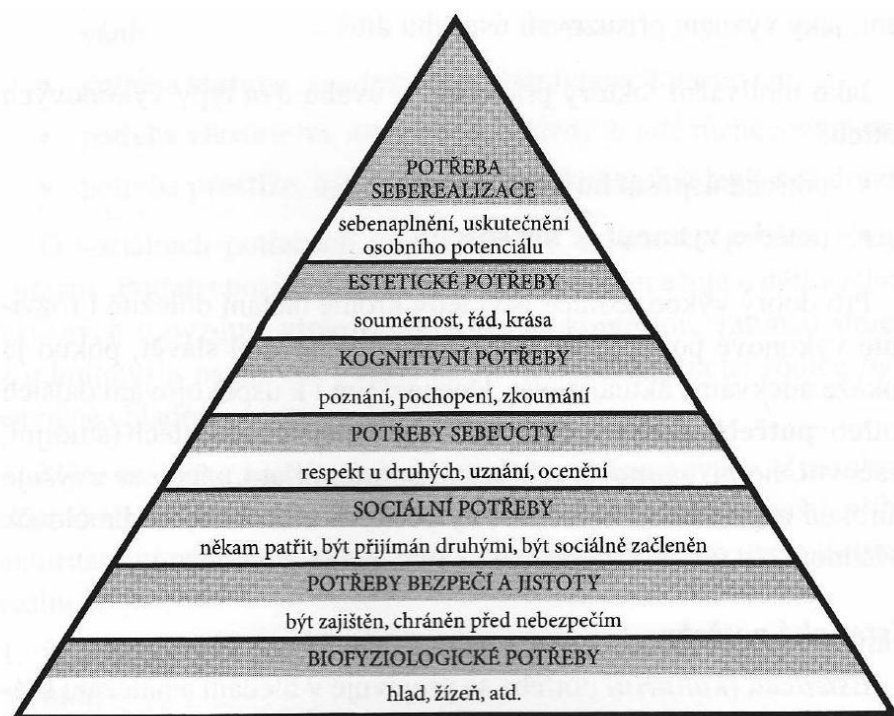 POTŘEBA
SEBEREALIZACE
sebenaplnění, uskutečnění
osobního potenciálu
ESTETICKÉ POTŘEBY
souměrnost, řád, krása
KOGNITIVNÍ POTŘEBY
poznání, pochopení, zkoumání
POTŘEBY SEBEÚCTY
respekt u druhých, uznání, ocenění
SOCIÁLNÍ POTŘEBY
někam patřit, být přijímán druhými, být sociálně začleněn
POTŘEBY BEZPEČÍ A JISTOTY
být zajištěn, chráněn před nebezpečím
BIOFYZIOLOGICKÉ POTŘEBY
hlad, žízeň, atd.